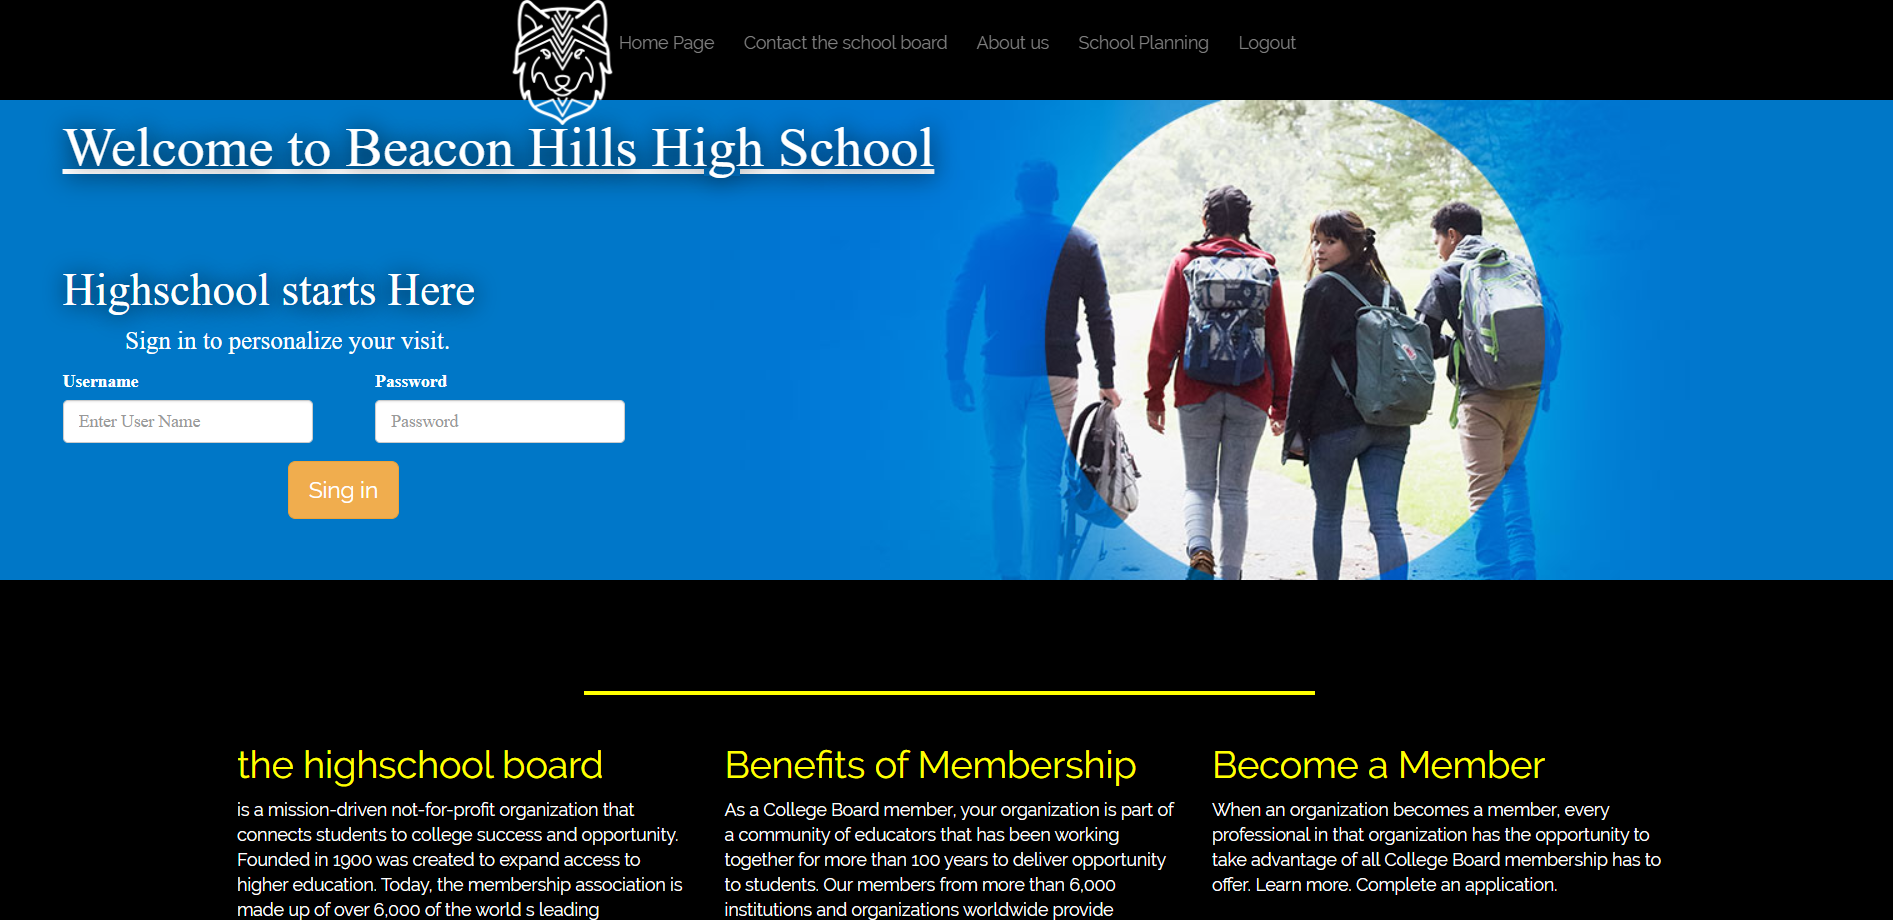 Home Page Contact the school board About us School Planning Logout
Welcome to Beacon Hills High School
Highschool starts Here
Sign in to personalize your visit.
Username Password
Enter User Name Password
Sing in
the highschool board
is a mission-driven not-for-profit organization that
connects students to college success and opportunity.
Founded in 1900 was created to expand access to
higher education. Today, the membership association is
made up of over 6,000 of the world s leading
Benefits of Membership
As a College Board member, your organization is part of
a community of educators that has been working
together for more than 100 years to deliver opportunity
to students. Our members from more than 6,000
institutions and organizations worldwide provide
Become a Member
When an organization becomes a member, every
professional in that organization has the opportunity to
take advantage of all College Board membership has to
offer. Learn more. Complete an application.